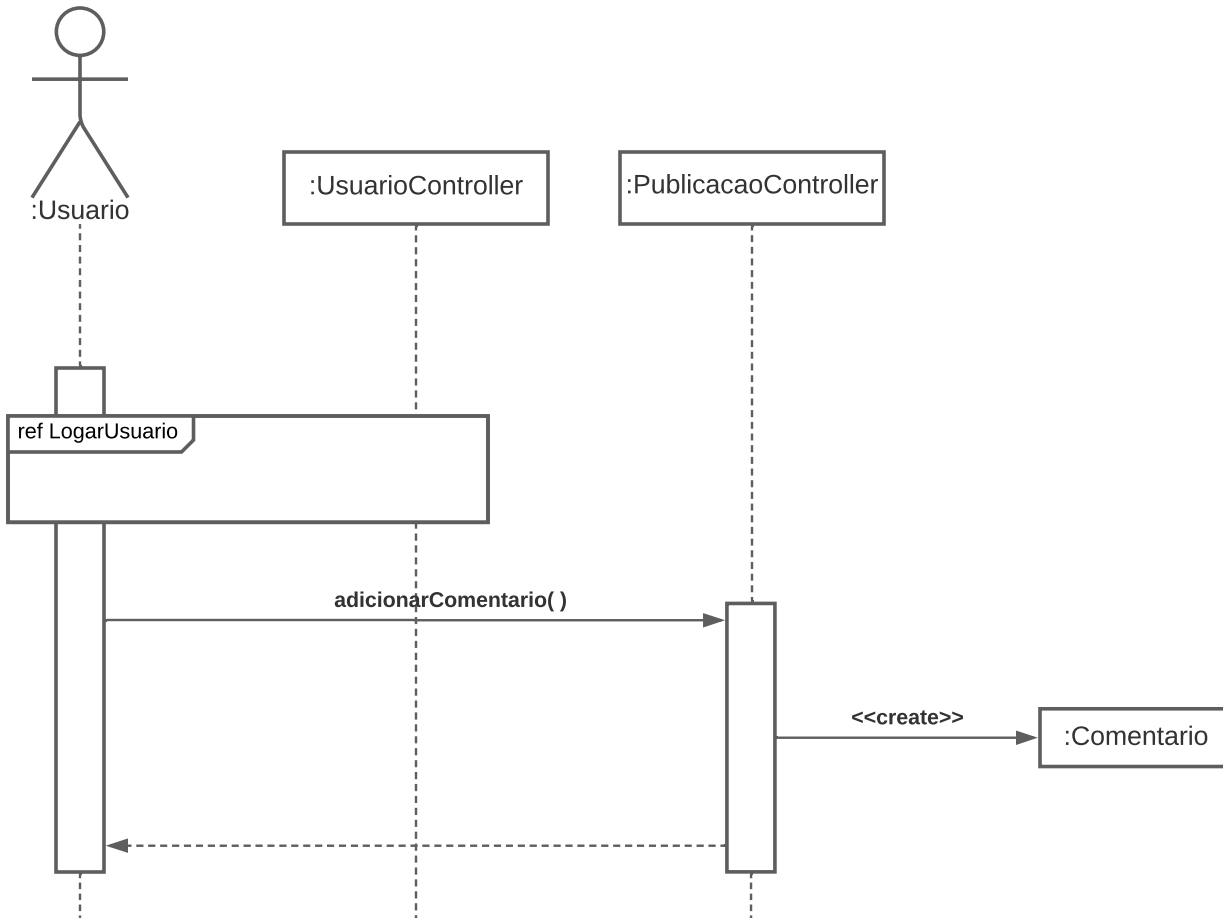 :Usuario
:UsuarioController
:PublicacaoController
ref LogarUsuario
adicionarComentario( )
<<create>>
:Comentario